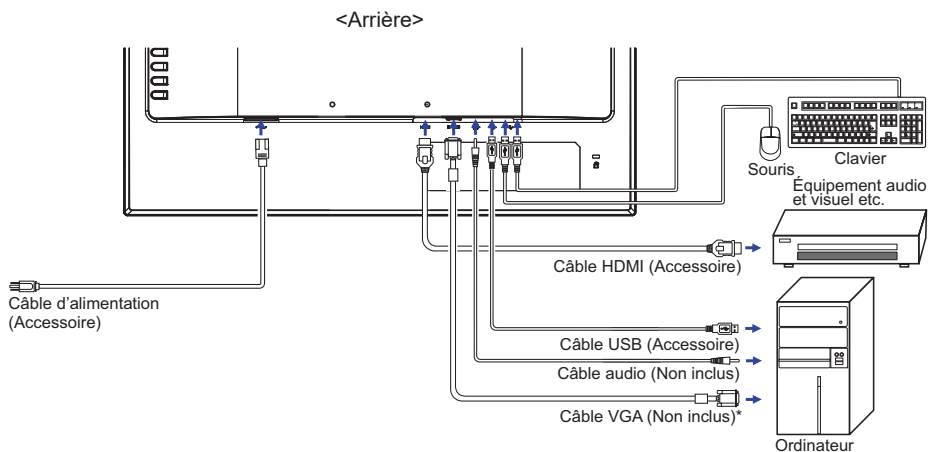 <Arrière>
Souris
Clavier
Équipement audio
et visuel etc.
Câble HDMI (Accessoire)
Câble d’alimentation
(Accessoire)
Câble USB (Accessoire)
Câble audio (Non inclus)
Câble VGA (Non inclus)*
Ordinateur